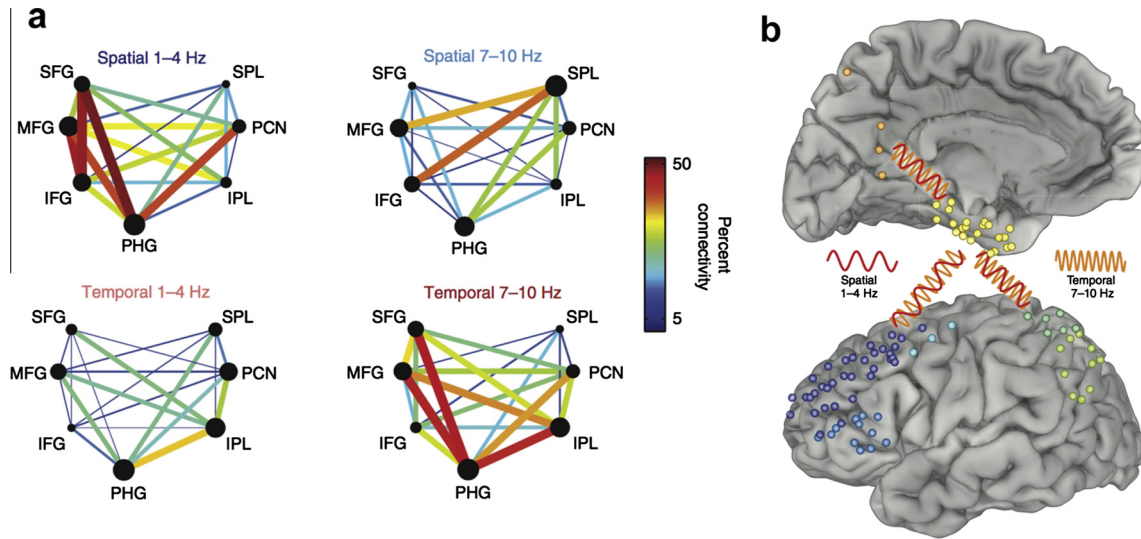 a
Spatial 1–4 Hz
SFG
SPL
MFG
PCN
IFG
IPL
PHG
Spatial 7–10 Hz
SFG
SPL
MFG
PCN
IFG
IPL
PHG
Temporal 1–4 Hz
SFG
SPL
MFG
PCN
IFG
IPL
PHG
Temporal 7–10 Hz
SFG
SPL
MFG
PCN
IFG
IPL
PHG
50
5
Percent
connectivity
b
Spatial
1–4 Hz
Temporal
7–10 Hz